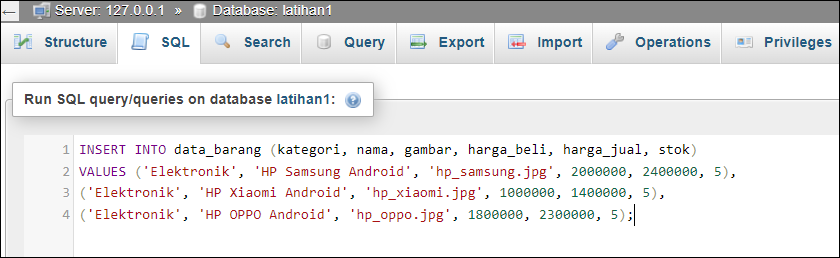 ← Server: 127.0.0.1 » Database: latihan1
Structure SQL Search Query Export Import Operations Privileges
Run SQL query/queries on database latihan1:
1 INSERT INTO data_barang (kategori, nama, gambar, harga_beli, harga_jual, stok)
2 VALUES ('Elektronik', 'HP Samsung Android', 'hp_samsung.jpg', 2000000, 2400000, 5),
3 ('Elektronik', 'HP Xiaomi Android', 'hp_xiaomi.jpg', 1000000, 1400000, 5),
4 ('Elektronik', 'HP OPPO Android', 'hp_oppo.jpg', 1800000, 2300000, 5);